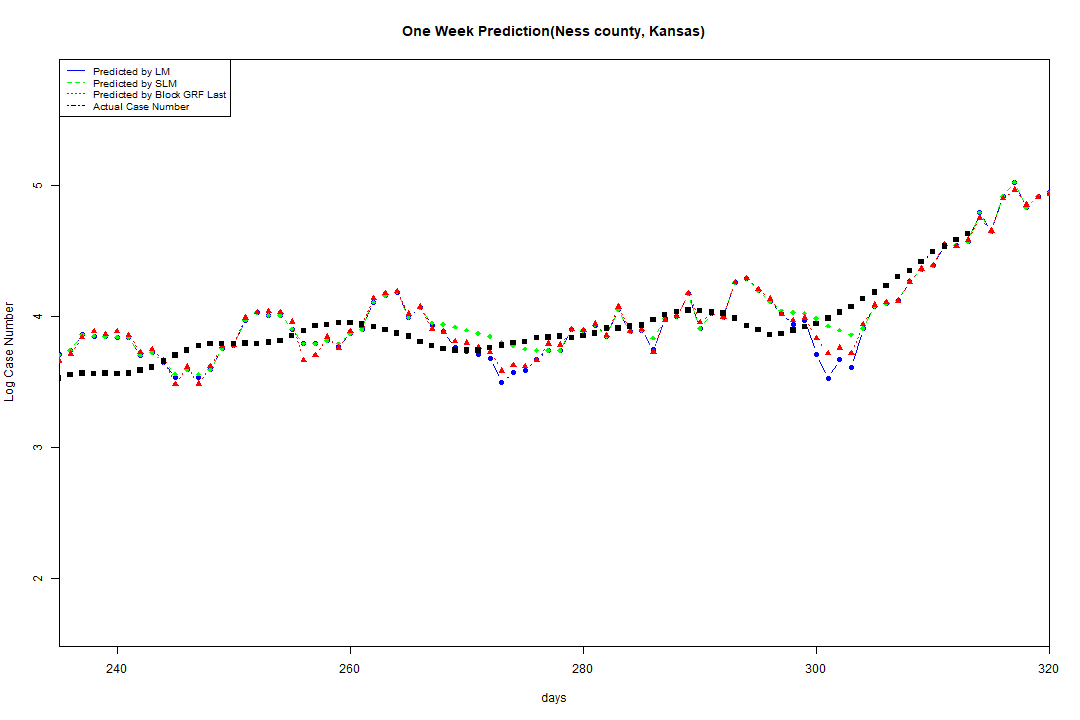 One Week Prediction(Ness county, Kansas)
Predicted by LM
Predicted by SLM
Predicted by Block GRF Last
Actual Case Number
5
4
3
2
Log Case Number
240 260 280 300 320
days